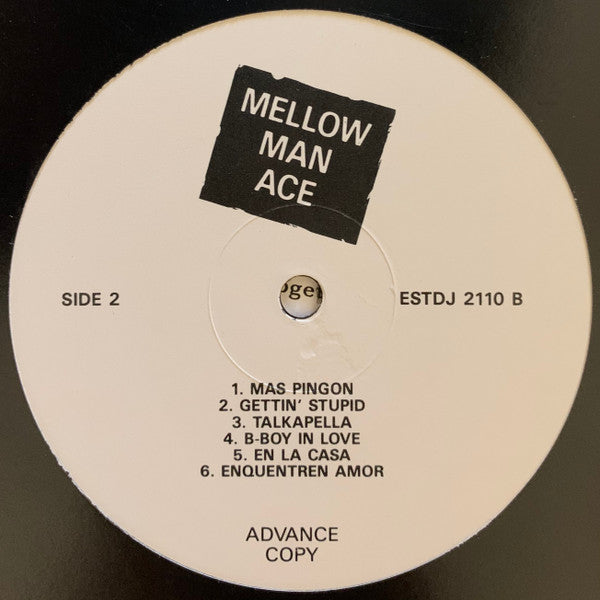 MELLOW
MAN
ACE
SIDE 2
oget
ESTDJ 2110 B
1. MAS PINGON
2. GETTIN' STUPID
3. TALKAPELLA
4. B-BOY IN LOVE
5. EN LA CASA
6. ENQUENTREN AMOR
ADVANCE
COPY